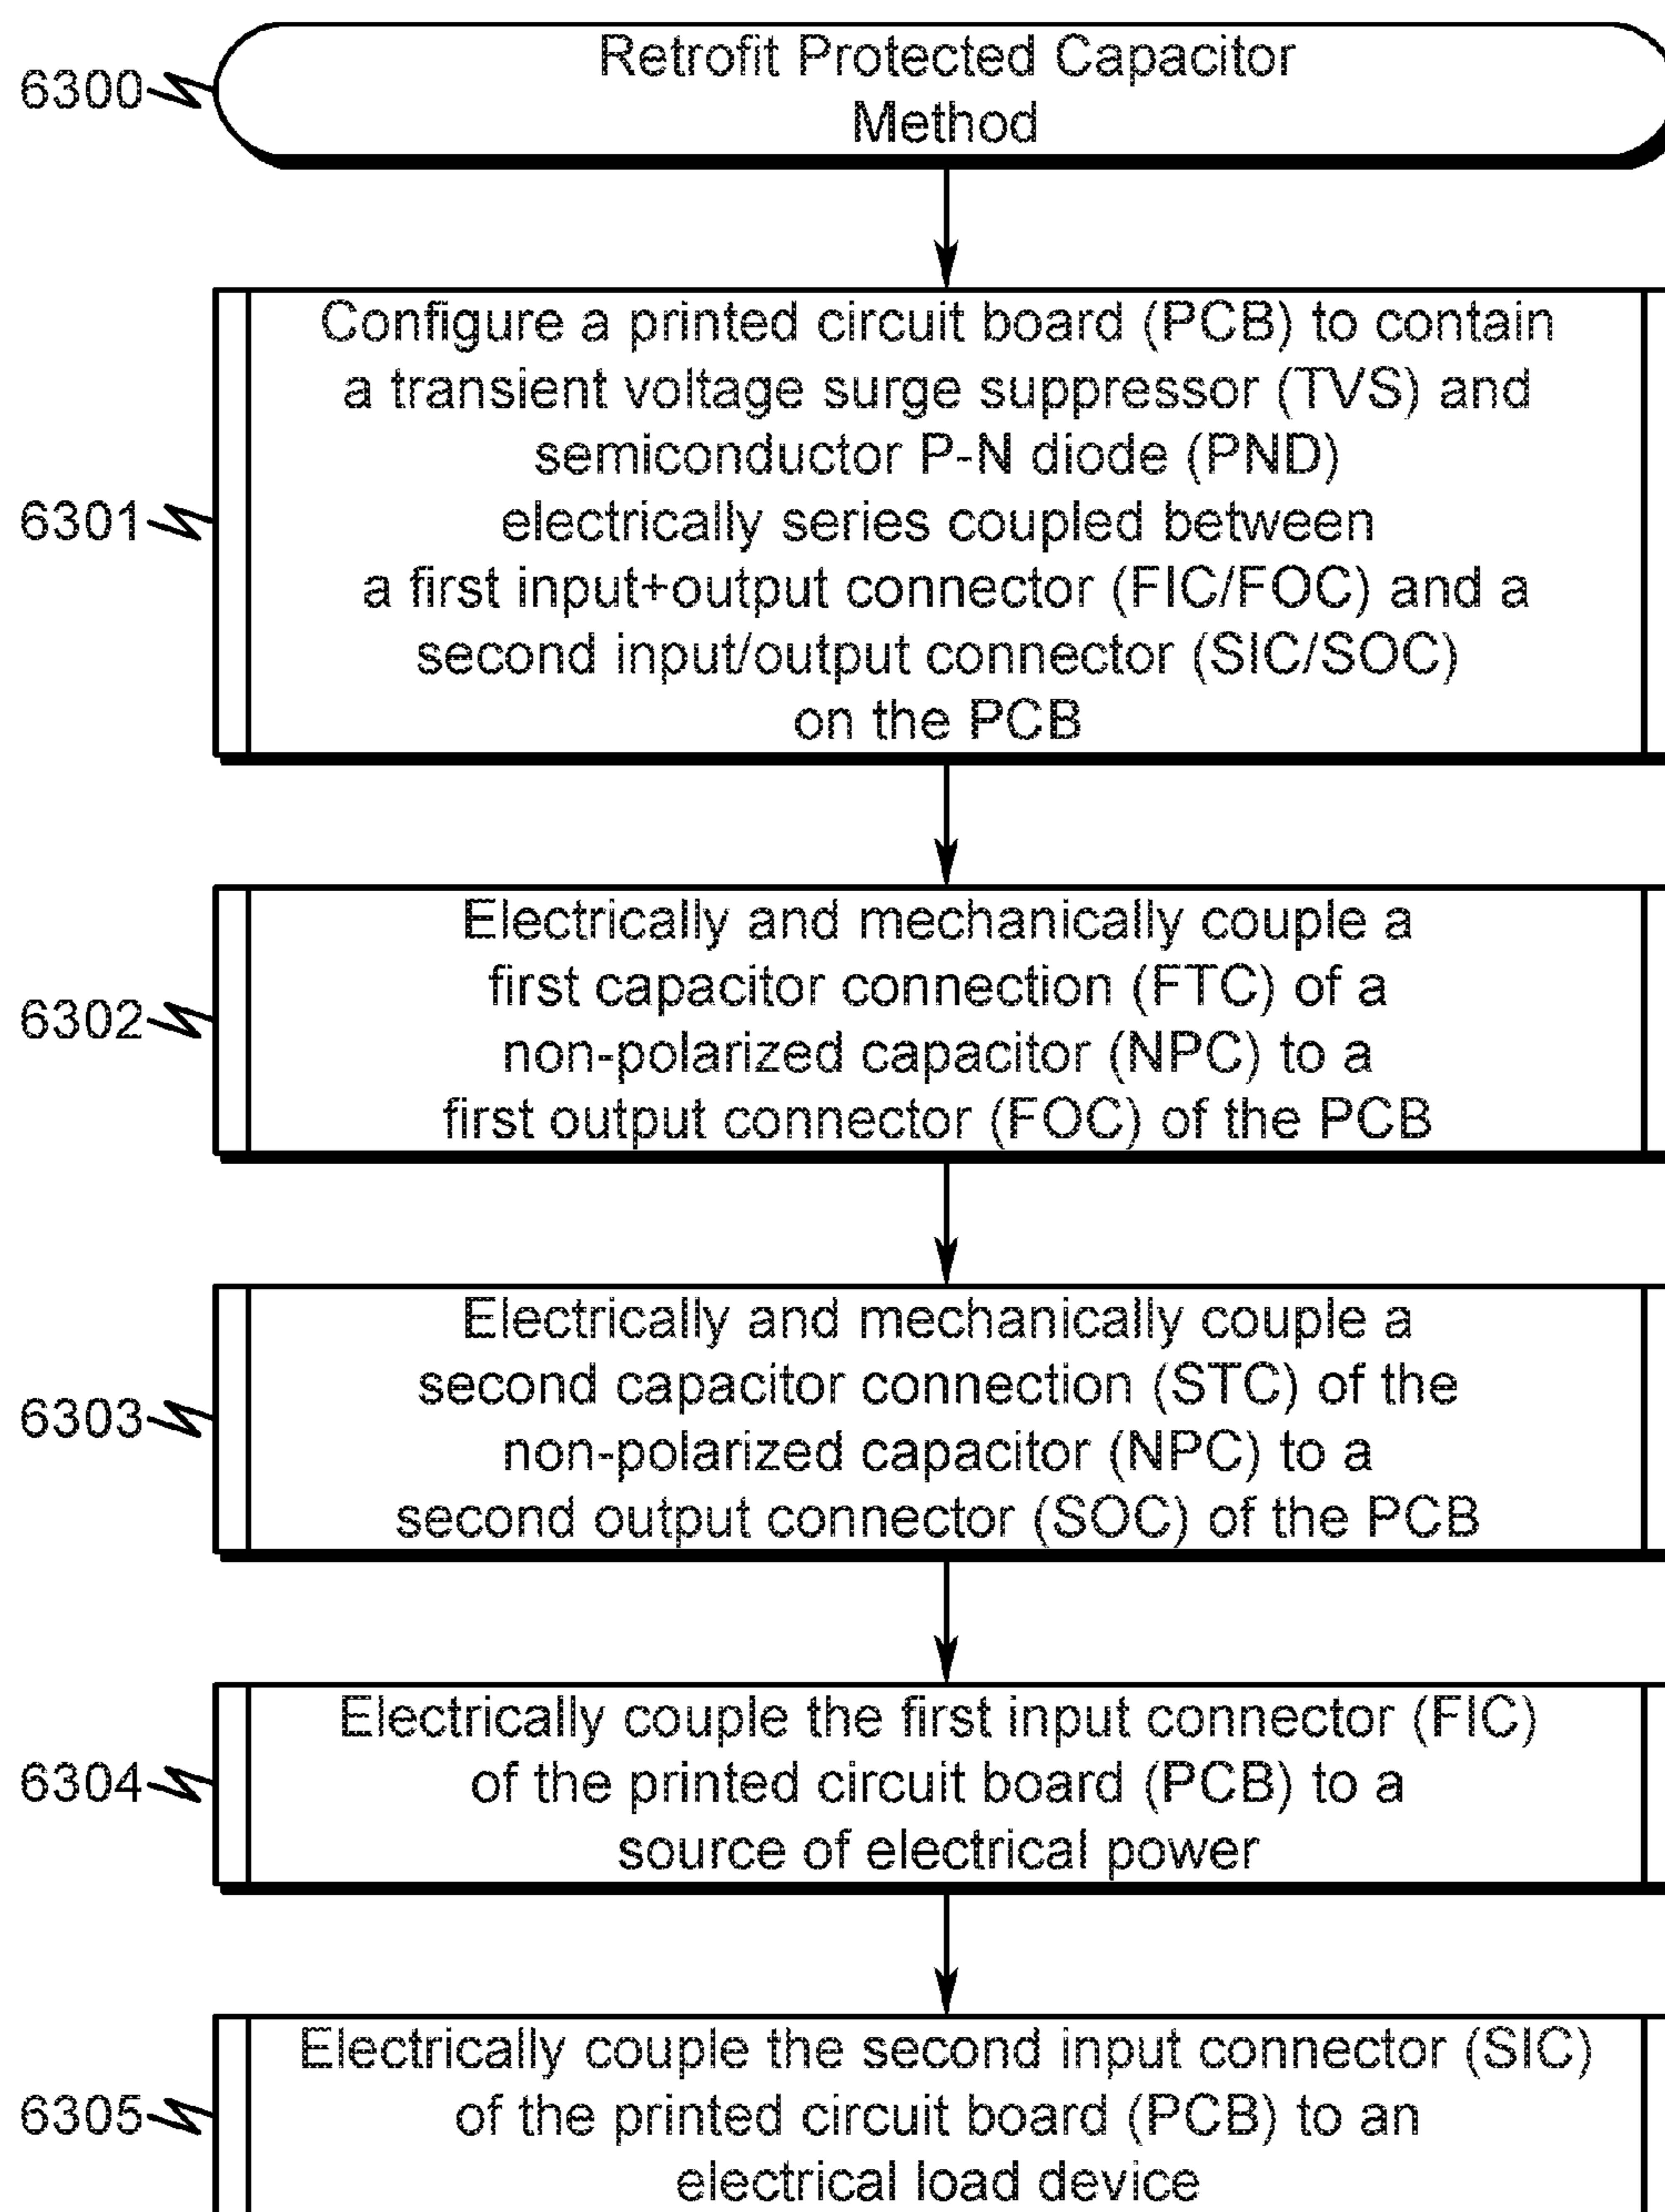 6300
Retrofit Protected Capacitor
Method
6301
Configure a printed circuit board (PCB) to contain
a transient voltage surge suppressor (TVS) and
semiconductor P-N diode (PND)
electrically series coupled between
a first input+output connector (FIC/FOC) and a
second input/output connector (SIC/SOC)
on the PCB
6302
Electrically and mechanically couple a
first capacitor connection (FTC) of a
non-polarized capacitor (NPC) to a
first output connector (FOC) of the PCB
6303
Electrically and mechanically couple a
second capacitor connection (STC) of the
non-polarized capacitor (NPC) to a
second output connector (SOC) of the PCB
6304
Electrically couple the first input connector (FIC)
of the printed circuit board (PCB) to a
source of electrical power
6305
Electrically couple the second input connector (SIC)
of the printed circuit board (PCB) to an
electrical load device